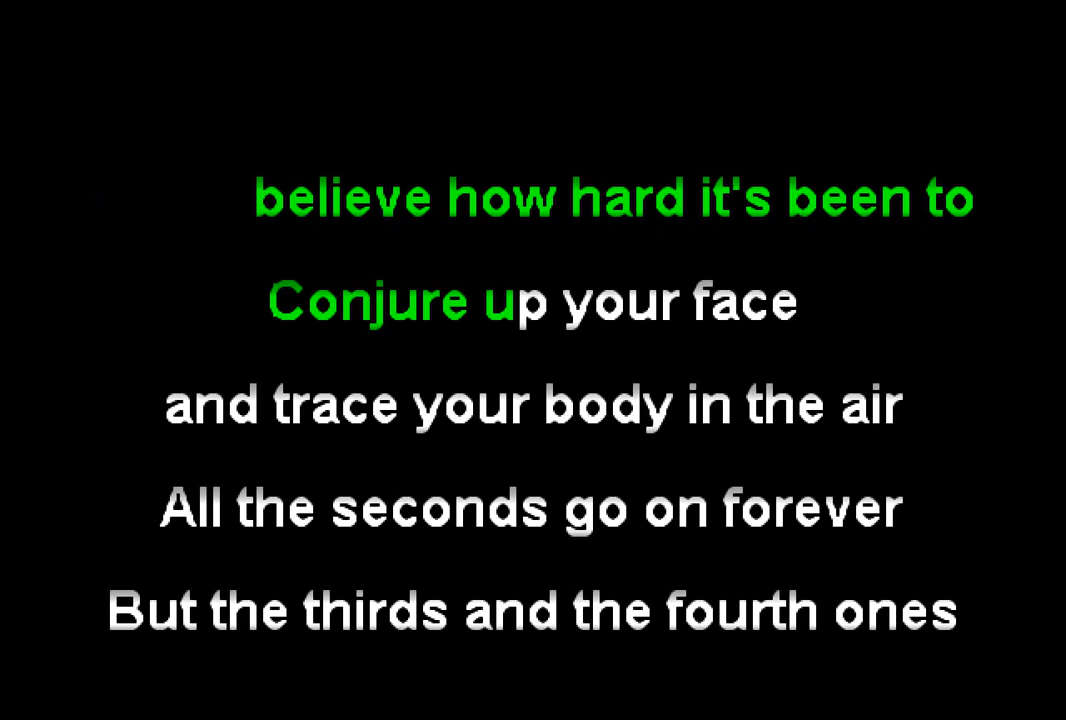 believe how hard it's been to
Conjure up your face
and trace your body in the air
All the seconds go on forever
But the thirds and the fourth ones